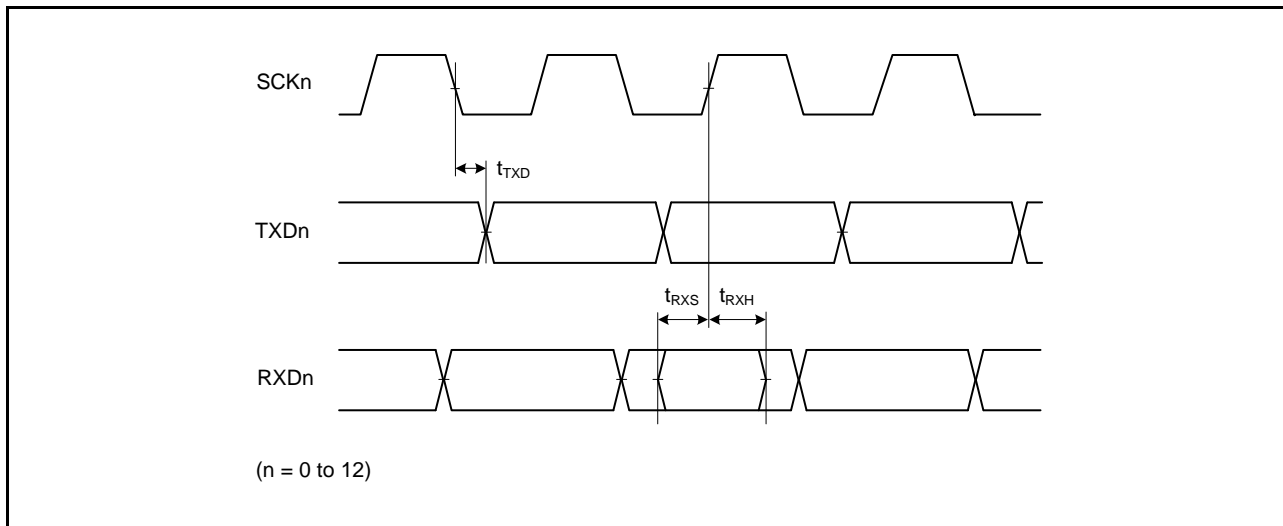 SCKn
tTXD
TXDn
tRXS tRXH
RXDn
(n = 0 to 12)